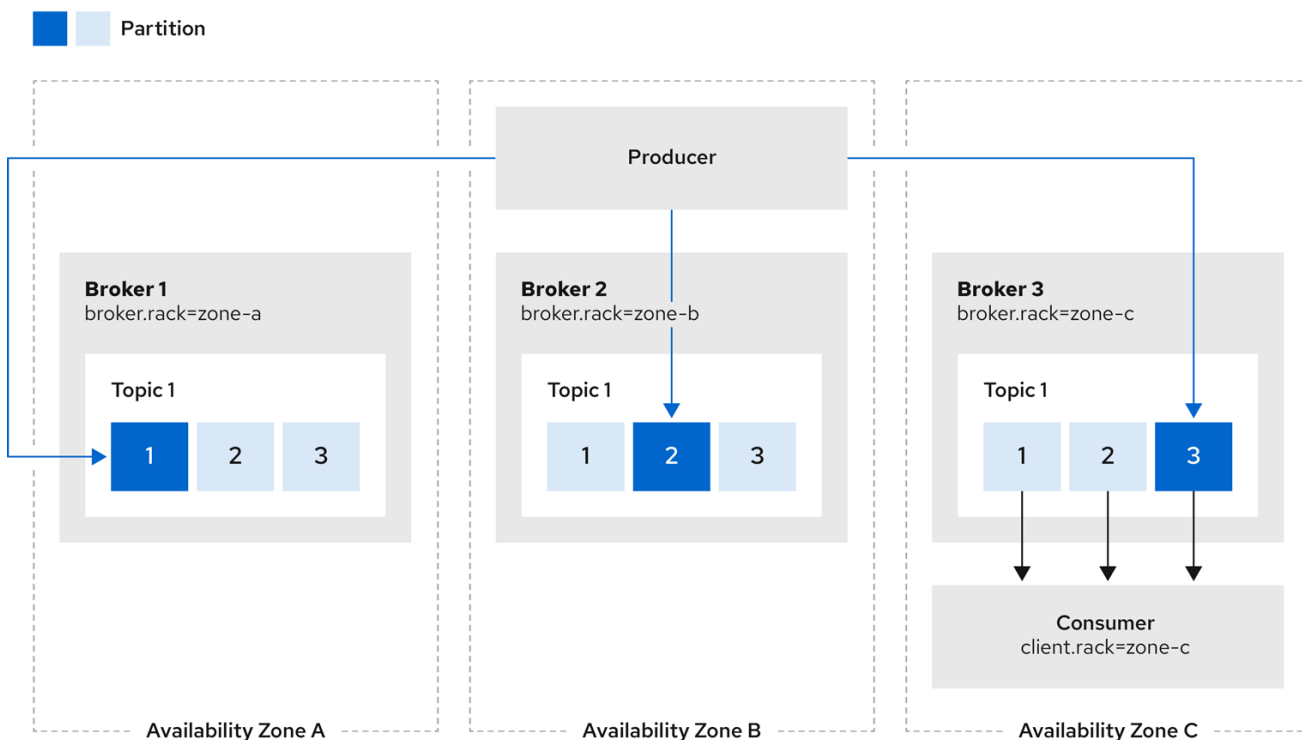 Partition
Producer
Broker 1
broker.rack=zone-a
Topic 1
1 2 3
Broker 2
broker.rack=zone-b
Topic 1
1 2 3
Broker 3
broker.rack=zone-c
Topic 1
1 2 3
Consumer
client.rack=zone-c
Availability Zone A
Availability Zone B
Availability Zone C